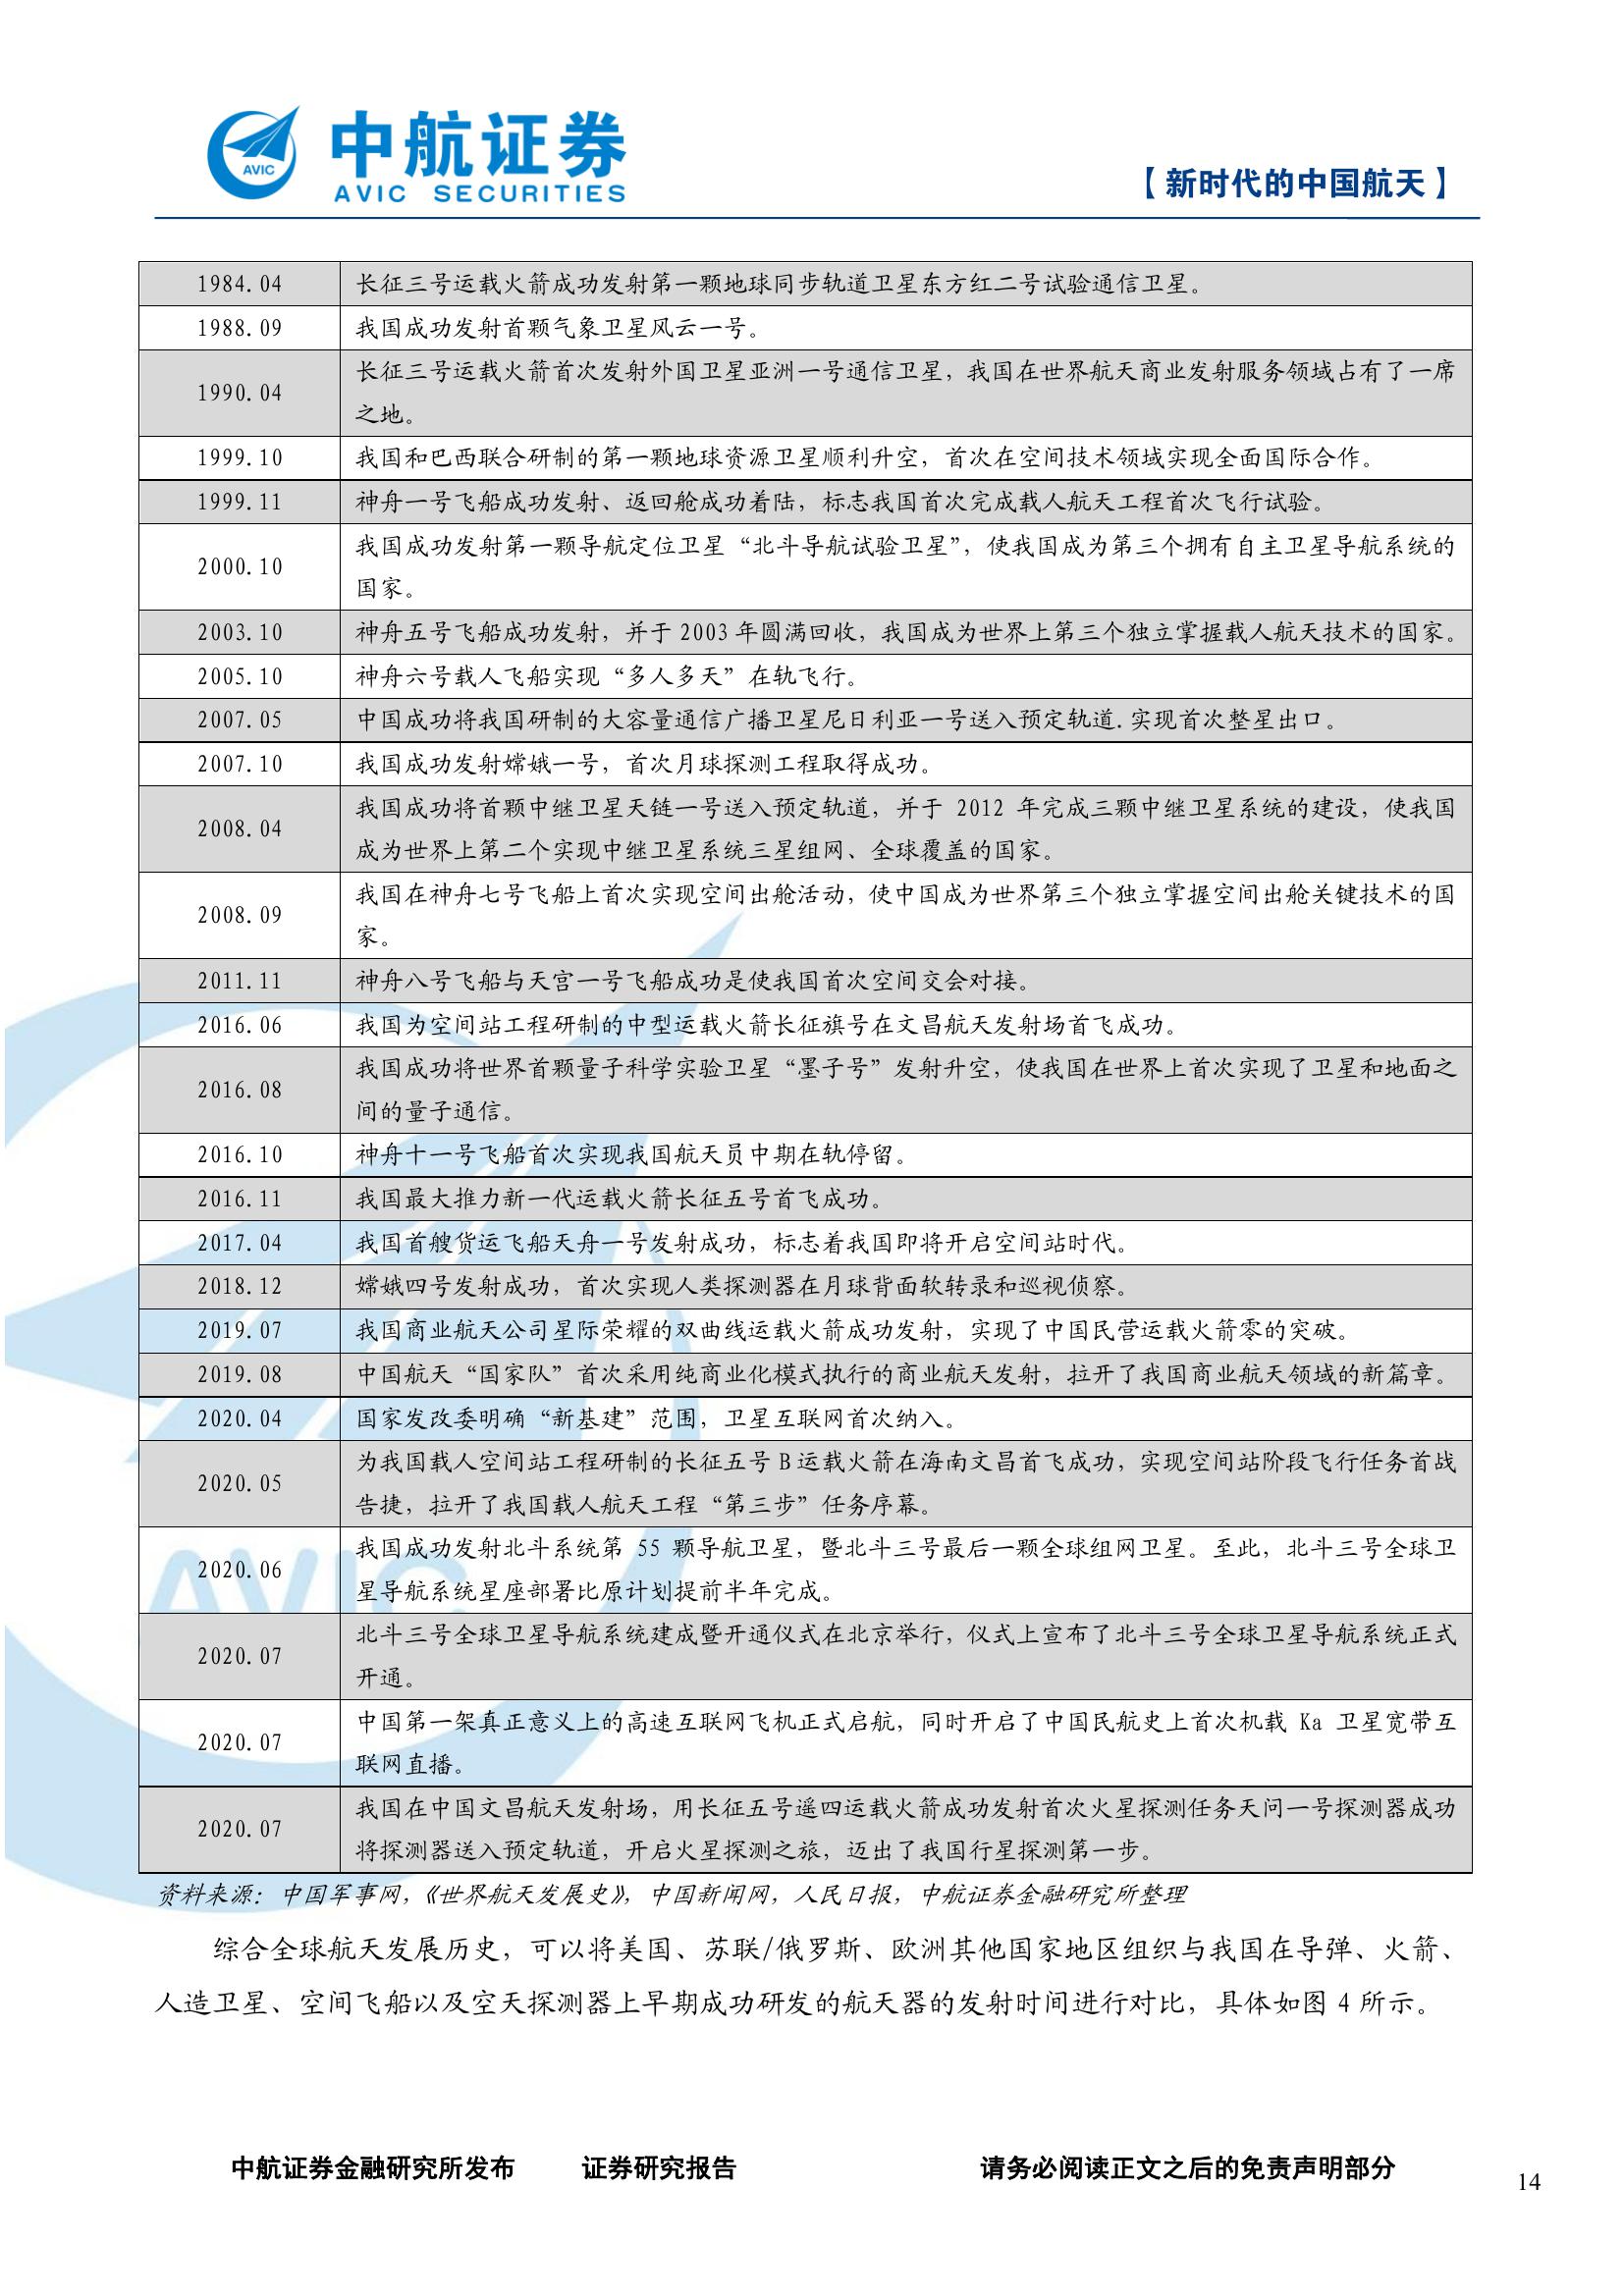 AVIC
中航证券
AVIC SECURITIES
【新时代的中国航天】
1984.04
长征三号运载火箭成功发射第一颗地球同步轨道卫星东方红二号试验通信卫星。
1988.09
我国成功发射首颗气象卫星风云一号。
1990.04
长征三号运载火箭首次发射外国卫星亚洲一号通信卫星，我国在世界航天商业发射服务领域占有了一席
之地。
1999.10
我国和巴西联合研制的第一颗地球资源卫星顺利升空，首次在空间技术领域实现全面国际合作。
1999.11
神舟一号飞船成功发射、返回舱成功着陆，标志我国首次完成载人航天工程首次飞行试验。
2000.10
我国成功发射第一颗导航定位卫星“北斗导航试验卫星”，使我国成为第三个拥有自主卫星导航系统的
国家。
2003.10
神舟五号飞船成功发射，并于 2003 年圆满回收，我国成为世界上第三个独立掌握载人航天技术的国家。
2005.10
神舟六号载人飞船实现“多人多天”在轨飞行。
2007.05
中国成功将我国研制的大容量通信广播卫星尼日利亚一号送入预定轨道.实现首次整星出口。
2007.10
我国成功发射嫦娥一号，首次月球探测工程取得成功。
2008.04
我国成功将首颗中继卫星天链一号送入预定轨道，并于 2012 年完成三颗中继卫星系统的建设，使我国
成为世界上第二个实现中继卫星系统三星组网、全球覆盖的国家。
2008.09
我国在神舟七号飞船上首次实现空间出舱活动，使中国成为世界第三个独立掌握空间出舱关键技术的国
家。
2011.11
神舟八号飞船与天宫一号飞船成功是使我国首次空间交会对接。
2016.06
我国为空间站工程研制的中型运载火箭长征旗号在文昌航天发射场首飞成功。
2016.08
我国成功将世界首颗量子科学实验卫星“墨子号”发射升空，使我国在世界上首次实现了卫星和地面之
间的量子通信。
2016.10
神舟十一号飞船首次实现我国航天员中期在轨停留。
2016.11
我国最大推力新一代运载火箭长征五号首飞成功。
2017.04
我国首艘货运飞船天舟一号发射成功，标志着我国即将开启空间站时代。
2018.12
嫦娥四号发射成功，首次实现人类探测器在月球背面软转录和巡视侦察。
2019.07
我国商业航天公司星际荣耀的双曲线运载火箭成功发射，实现了中国民营运载火箭零的突破。
2019.08
中国航天“国家队”首次采用纯商业化模式执行的商业航天发射，拉开了我国商业航天领域的新篇章。
2020.04
国家发改委明确“新基建”范围，卫星互联网首次纳入。
2020.05
为我国载人空间站工程研制的长征五号 B 运载火箭在海南文昌首飞成功，实现空间站阶段飞行任务首战
告捷，拉开了我国载人航天工程“第三步”任务序幕。
2020.06
我国成功发射北斗系统第 55 颗导航卫星，暨北斗三号最后一颗全球组网卫星。至此，北斗三号全球卫
星导航系统星座部署比原计划提前半年完成。
2020.07
北斗三号全球卫星导航系统建成暨开通仪式在北京举行，仪式上宣布了北斗三号全球卫星导航系统正式
开通。
2020.07
中国第一架真正意义上的高速互联网飞机正式启航，同时开启了中国民航史上首次机载 Ka 卫星宽带互
联网直播。
2020.07
我国在中国文昌航天发射场，用长征五号遥四运载火箭成功发射首次火星探测任务天问一号探测器成功
将探测器送入预定轨道，开启火星探测之旅，迈出了我国行星探测第一步。
资料来源：中国军事网，《世界航天发展史》，中国新闻网，人民日报，中航证券金融研究所整理
综合全球航天发展历史，可以将美国、苏联/俄罗斯、欧洲其他国家地区组织与我国在导弹、火箭、
人造卫星、空间飞船以及空天探测器上早期成功研发的航天器的发射时间进行对比，具体如图 4 所示。
中航证券金融研究所发布 证券研究报告 请务必阅读正文之后的免责声明部分
14